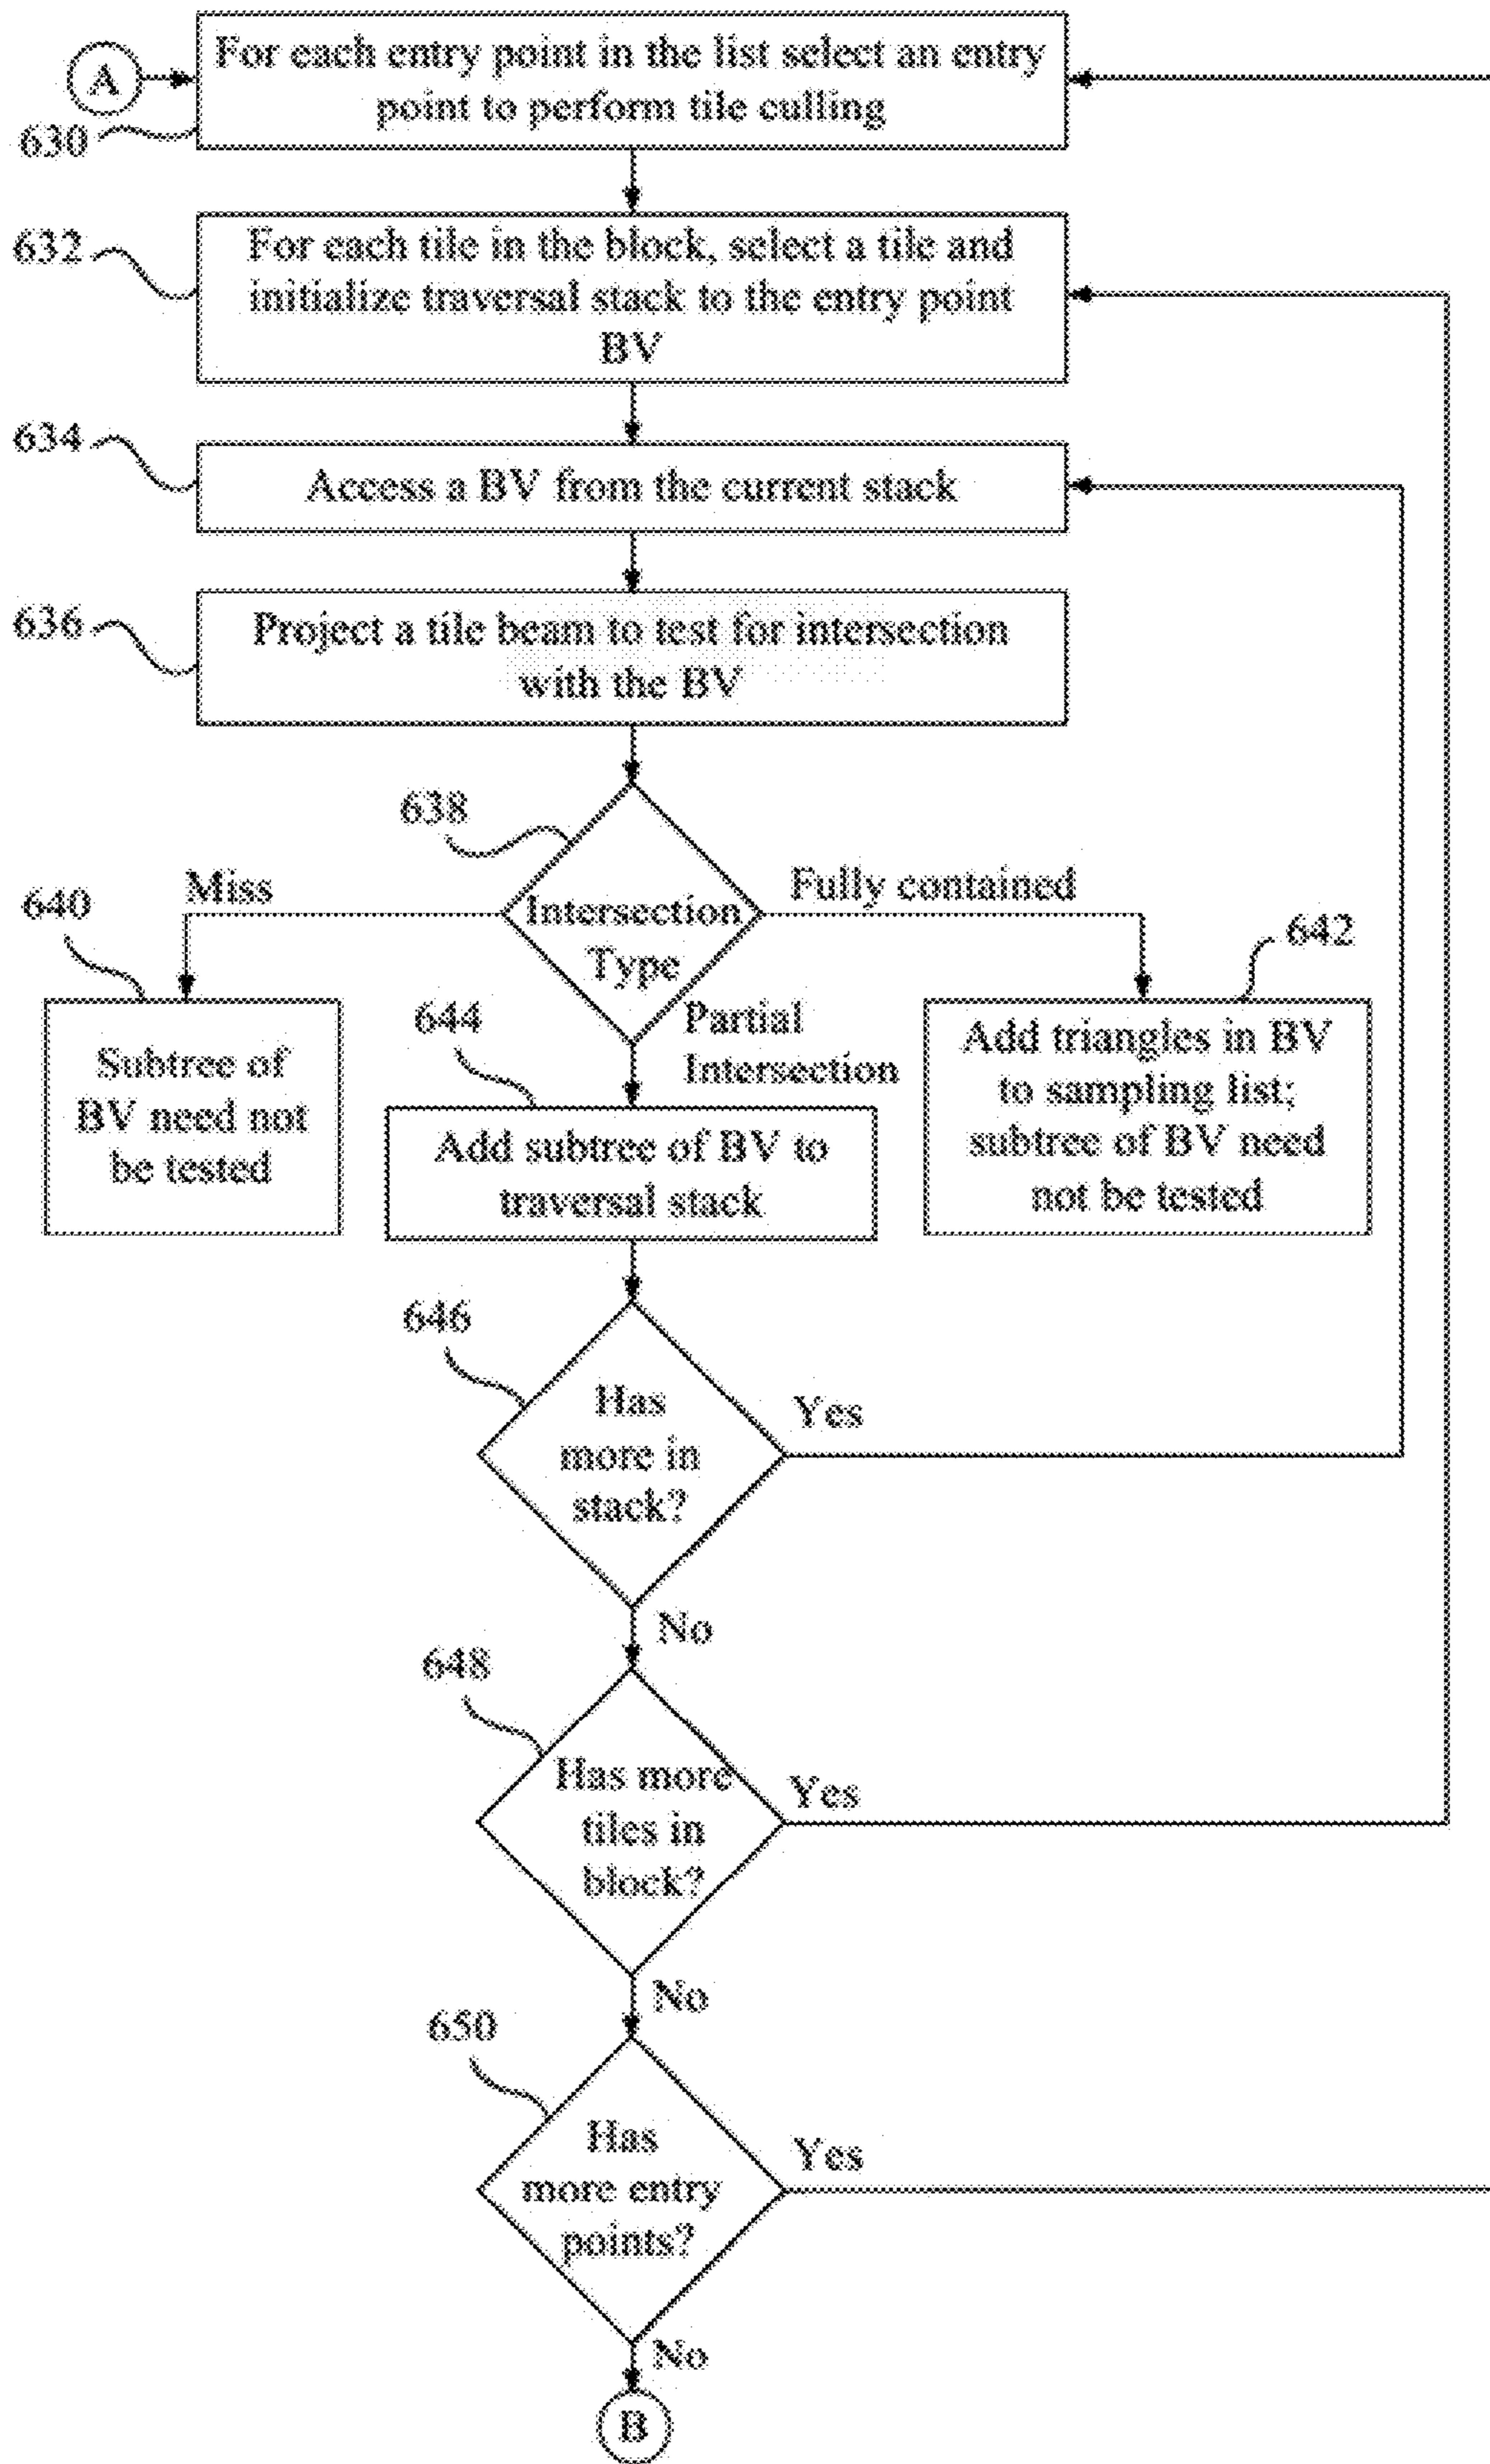 A
For each entry point in the list select an entry
point to perform tile culling
630
632
For each tile in the block, select a tile and
initialize traversal stack to the entry point
BV
634
Access a BV from the current stack
636
Project a tile beam to test for intersection
with the BV
638
Intersection
Type
Miss
Fully contained
Partial
Intersection
640
Subtree of
BV need not
be tested
644
Add subtree of BV to
traversal stack
642
Add triangles in BV
to sampling list;
subtree of BV need
not be tested
646
Has
more in
stack?
Yes
No
648
Has more
tiles in
block?
Yes
No
650
Has
more entry
points?
Yes
No
B